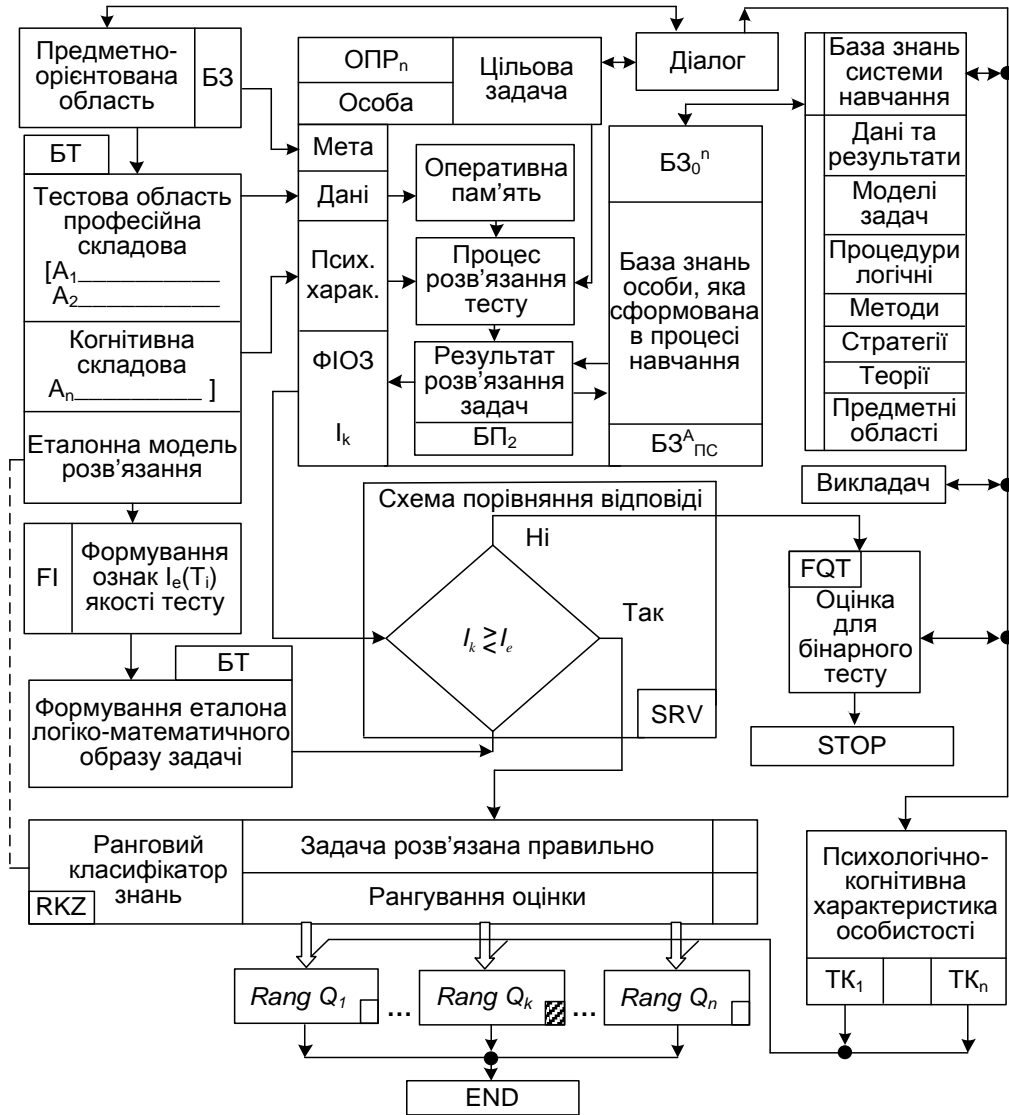 Предметно-
орієнтована
область
БЗ
ОПРₙ
Особа
Цільова
задача
Діалог
База знань
системи
навчання
Дані та
результати
Моделі
задач
Процедури
логічні
Методи
Стратегії
Теорії
Предметні
області
БТ
Тестова область
професійна
складова
[A₁___________
A₂___________
Когнітивна
складова
Aₙ__________ ]
Еталонна модель
розв'язання
Мета
Дані
Псих.
харак.
ФІОЗ
Iₖ
Оперативна
пам'ять
Процес
розв'язання
тесту
Результат
розв'язання
задач
БП₂
БЗ₀ⁿ
База знань
особи, яка
сформована
в процесі
навчання
БЗᴬПС
Викладач
FI
Формування
ознак Iₑ(Tᵢ)
якості тесту
БТ
Формування еталона
логіко-математичного
образу задачі
Схема порівняння відповіді
Ні
Так
Iₖ ≷ Iₑ
SRV
FQT
Оцінка
для
бінарного
тесту
STOP
Ранговий
класифікатор
знань
RKZ
Задача розв'язана правильно
Рангування оцінки
Психологічно-
когнітивна
характеристика
особистості
ТК₁
ТКₙ
Rang Q₁
...
Rang Qₖ
...
Rang Qₙ
END